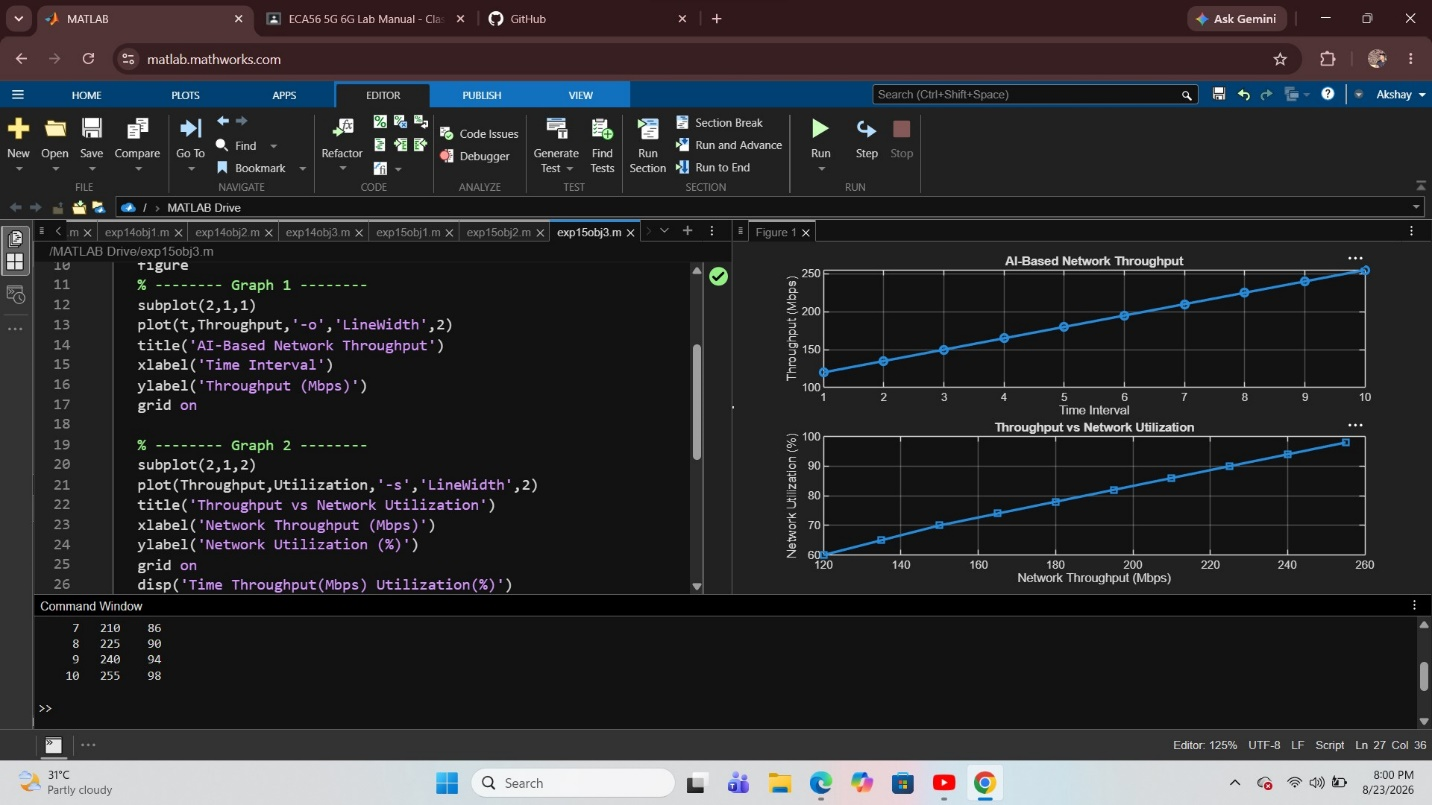 MATLAB
ECA56 5G 6G Lab Manual - Clas
GitHub
Ask Gemini
matlab.mathworks.com
HOME
PLOTS
APPS
EDITOR
PUBLISH
VIEW
Search (Ctrl+Shift+Space)
Akshay
New
Open
Save
Compare
FILE
Go To
Find
Bookmark
NAVIGATE
Refactor
CODE
Code Issues
Debugger
ANALYZE
Generate Test
Find Tests
TEST
Run Section
Section Break
Run and Advance
Run to End
SECTION
Run
Step
Stop
RUN
/ › MATLAB Drive
.m
exp14obj1.m
exp14obj2.m
exp14obj3.m
exp15obj1.m
exp15obj2.m
exp15obj3.m
/MATLAB Drive/exp15obj3.m
10 figure
11 % -------- Graph 1 --------
12 subplot(2,1,1)
13 plot(t,Throughput,'-o','LineWidth',2)
14 title('AI-Based Network Throughput')
15 xlabel('Time Interval')
16 ylabel('Throughput (Mbps)')
17 grid on
18
19 % -------- Graph 2 --------
20 subplot(2,1,2)
21 plot(Throughput,Utilization,'-s','LineWidth',2)
22 title('Throughput vs Network Utilization')
23 xlabel('Network Throughput (Mbps)')
24 ylabel('Network Utilization (%)')
25 grid on
26 disp('Time Throughput(Mbps) Utilization(%)')
Figure 1
AI-Based Network Throughput
Throughput (Mbps)
250
200
150
100
1 2 3 4 5 6 7 8 9 10
Time Interval
Throughput vs Network Utilization
Network Utilization (%)
100
90
80
70
60
120 140 160 180 200 220 240 260
Network Throughput (Mbps)
Command Window
7 210 86
8 225 90
9 240 94
10 255 98
>>
Editor: 125% UTF-8 LF Script Ln 27 Col 36
31°C
Partly cloudy
Search
8:00 PM
8/23/2026